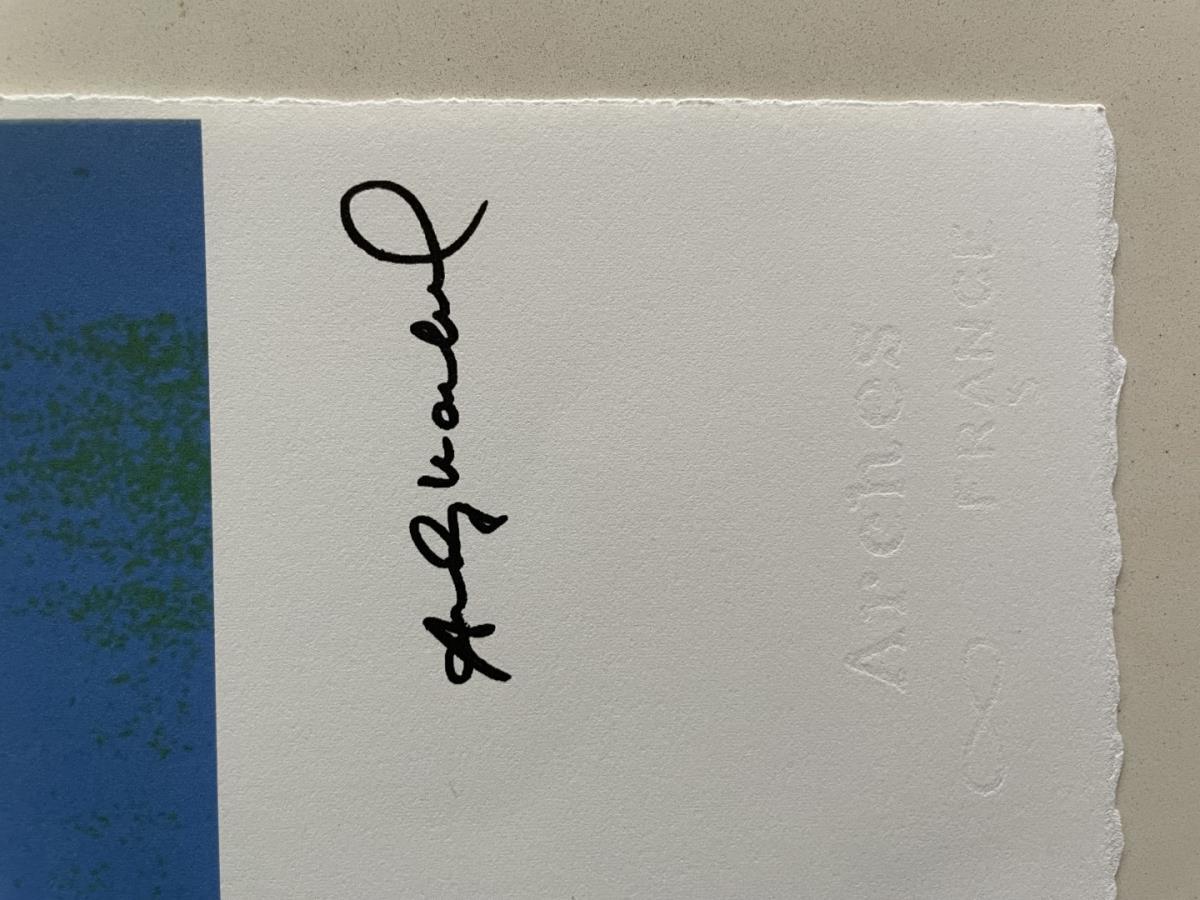 Andy Warhol
Arches
FRANCE
∞